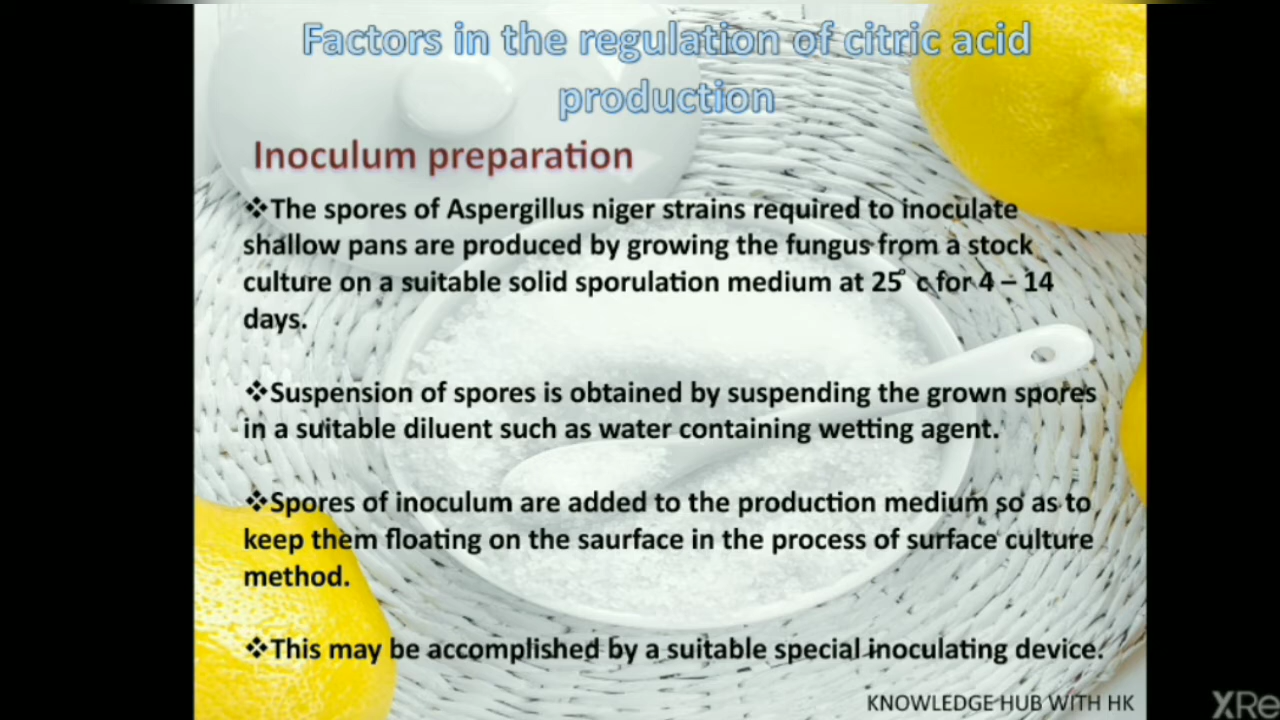 Factors in the regulation of citric acid
production
Inoculum preparation
❖The spores of Aspergillus niger strains required to inoculate
shallow pans are produced by growing the fungus from a stock
culture on a suitable solid sporulation medium at 25° c for 4 – 14
days.
❖Suspension of spores is obtained by suspending the grown spores
in a suitable diluent such as water containing wetting agent.
❖Spores of inoculum are added to the production medium so as to
keep them floating on the saurface in the process of surface culture
method.
❖This may be accomplished by a suitable special inoculating device.
KNOWLEDGE HUB WITH HK